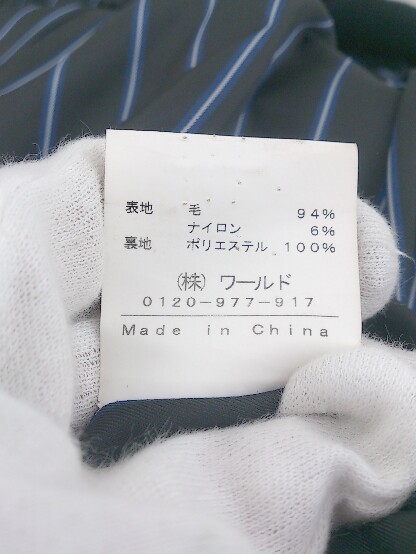 表地 毛 94%
ナイロン 6%
裏地 ポリエステル 100%
(株) ワールド
0120-977-917
Made in China